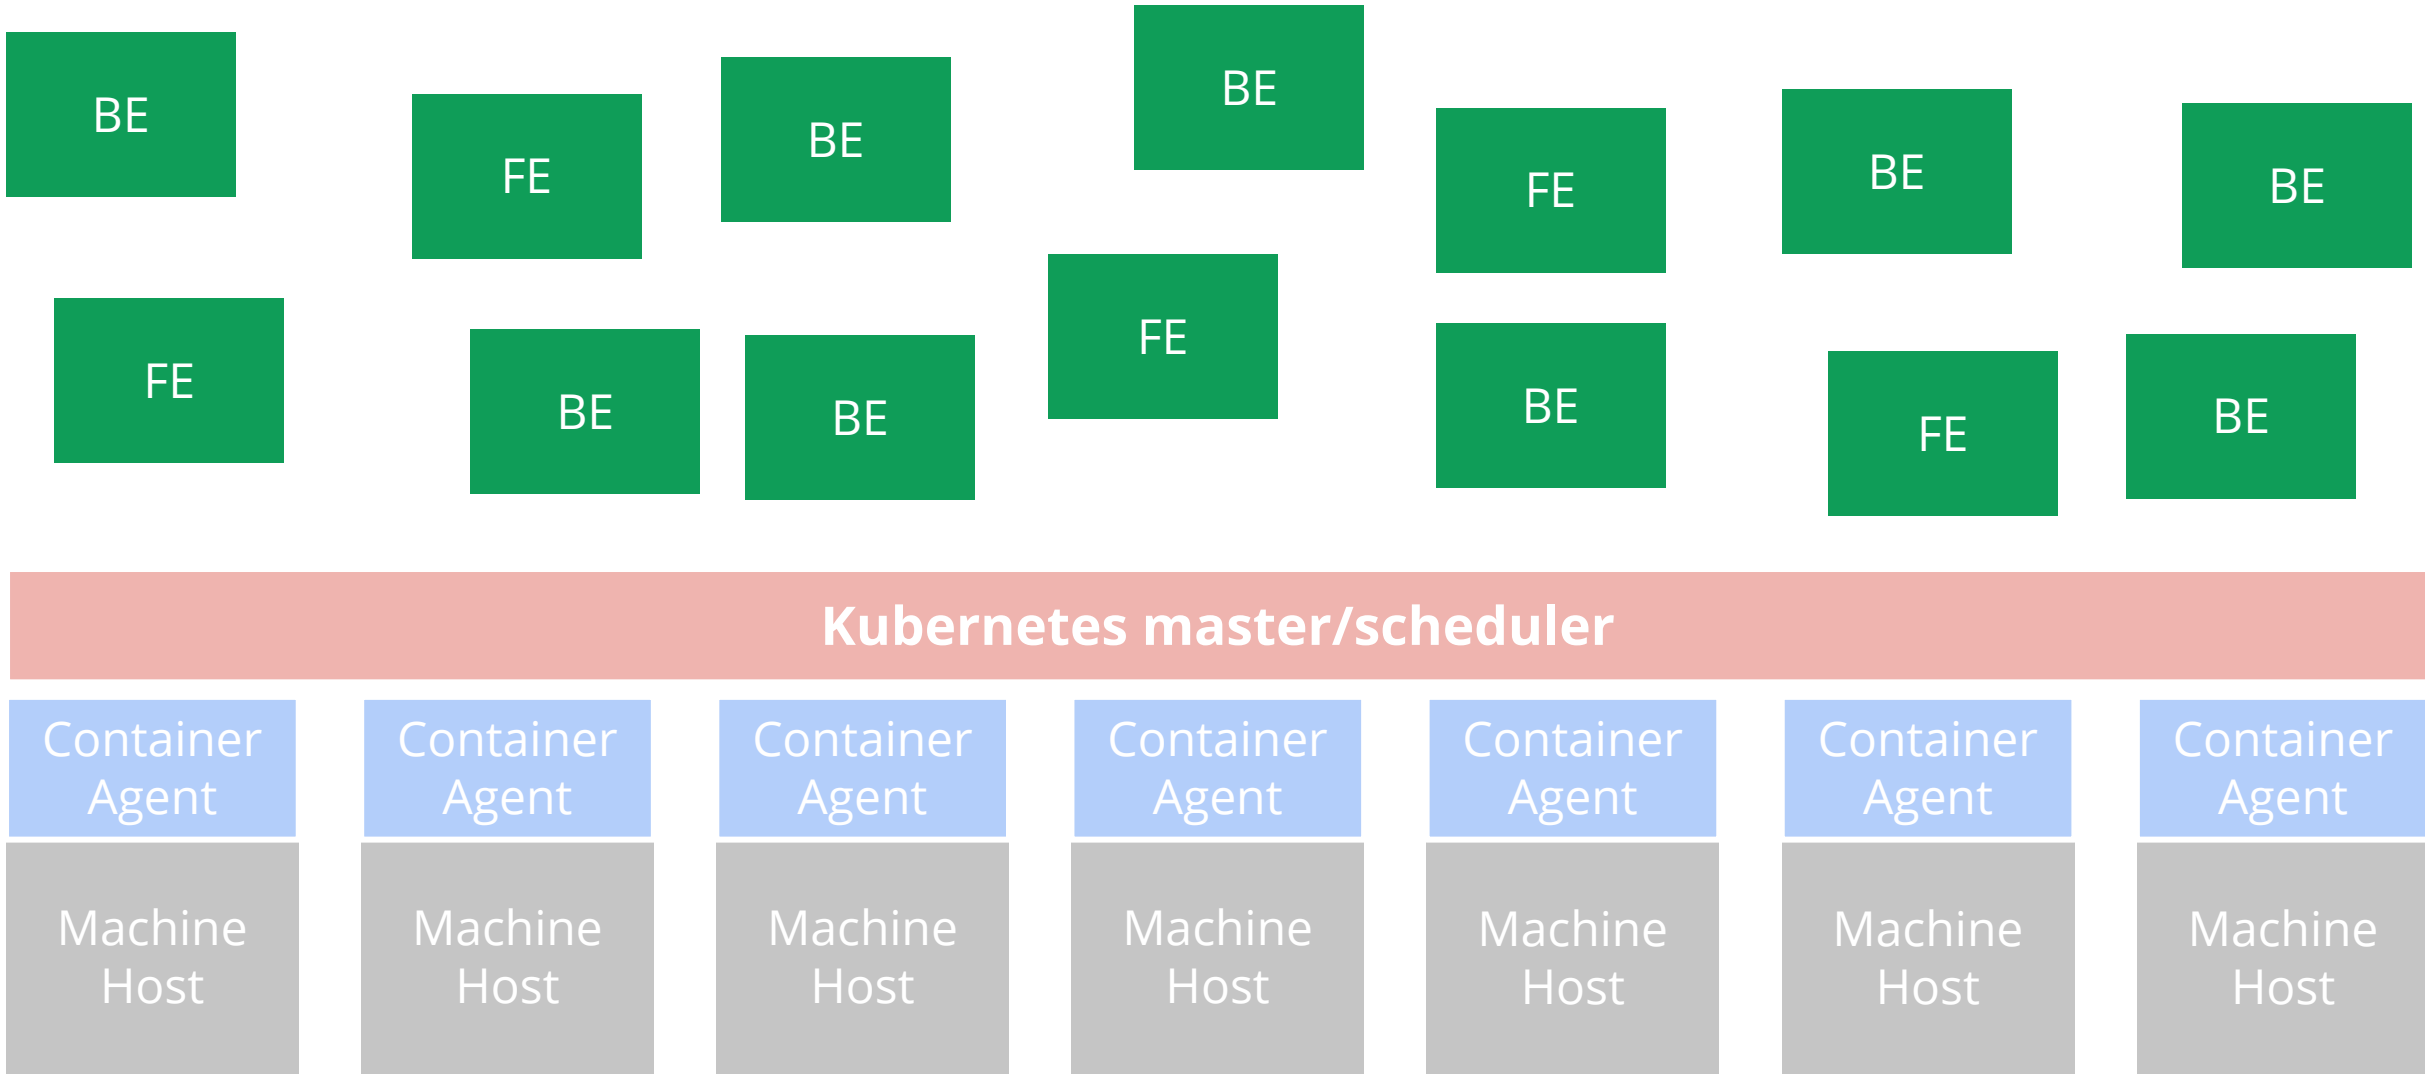 BE
FE
BE
BE
FE
BE
BE
FE
BE
BE
FE
BE
FE
BE
Kubernetes master/scheduler
Container
Agent
Container
Agent
Container
Agent
Container
Agent
Container
Agent
Container
Agent
Container
Agent
Machine
Host
Machine
Host
Machine
Host
Machine
Host
Machine
Host
Machine
Host
Machine
Host